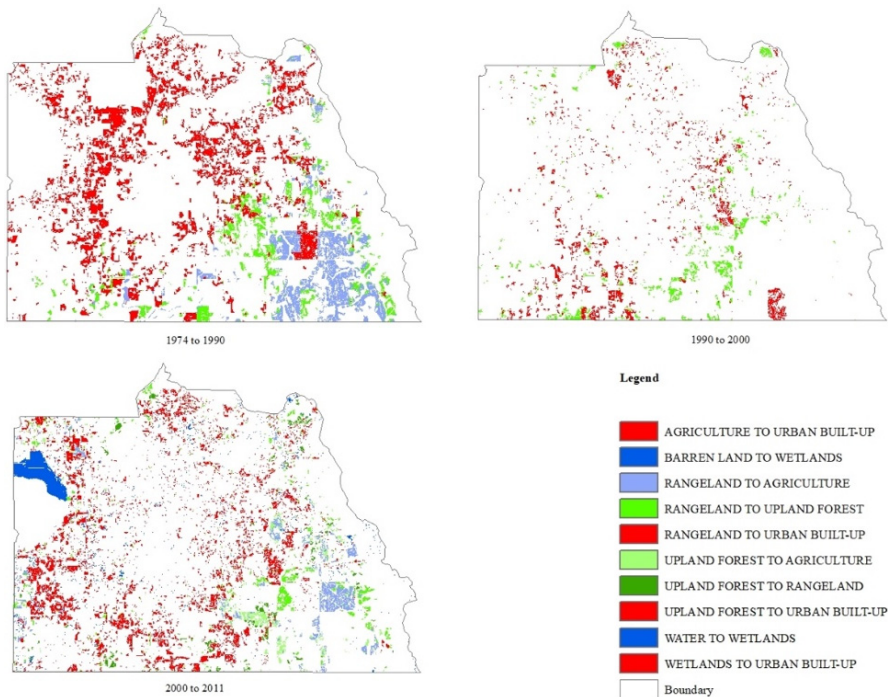 1974 to 1990
1990 to 2000
2000 to 2011
Legend
AGRICULTURE TO URBAN BUILT-UP
BARREN LAND TO WETLANDS
RANGELAND TO AGRICULTURE
RANGELAND TO UPLAND FOREST
RANGELAND TO URBAN BUILT-UP
UPLAND FOREST TO AGRICULTURE
UPLAND FOREST TO RANGELAND
UPLAND FOREST TO URBAN BUILT-UP
WATER TO WETLANDS
WETLANDS TO URBAN BUILT-UP
Boundary